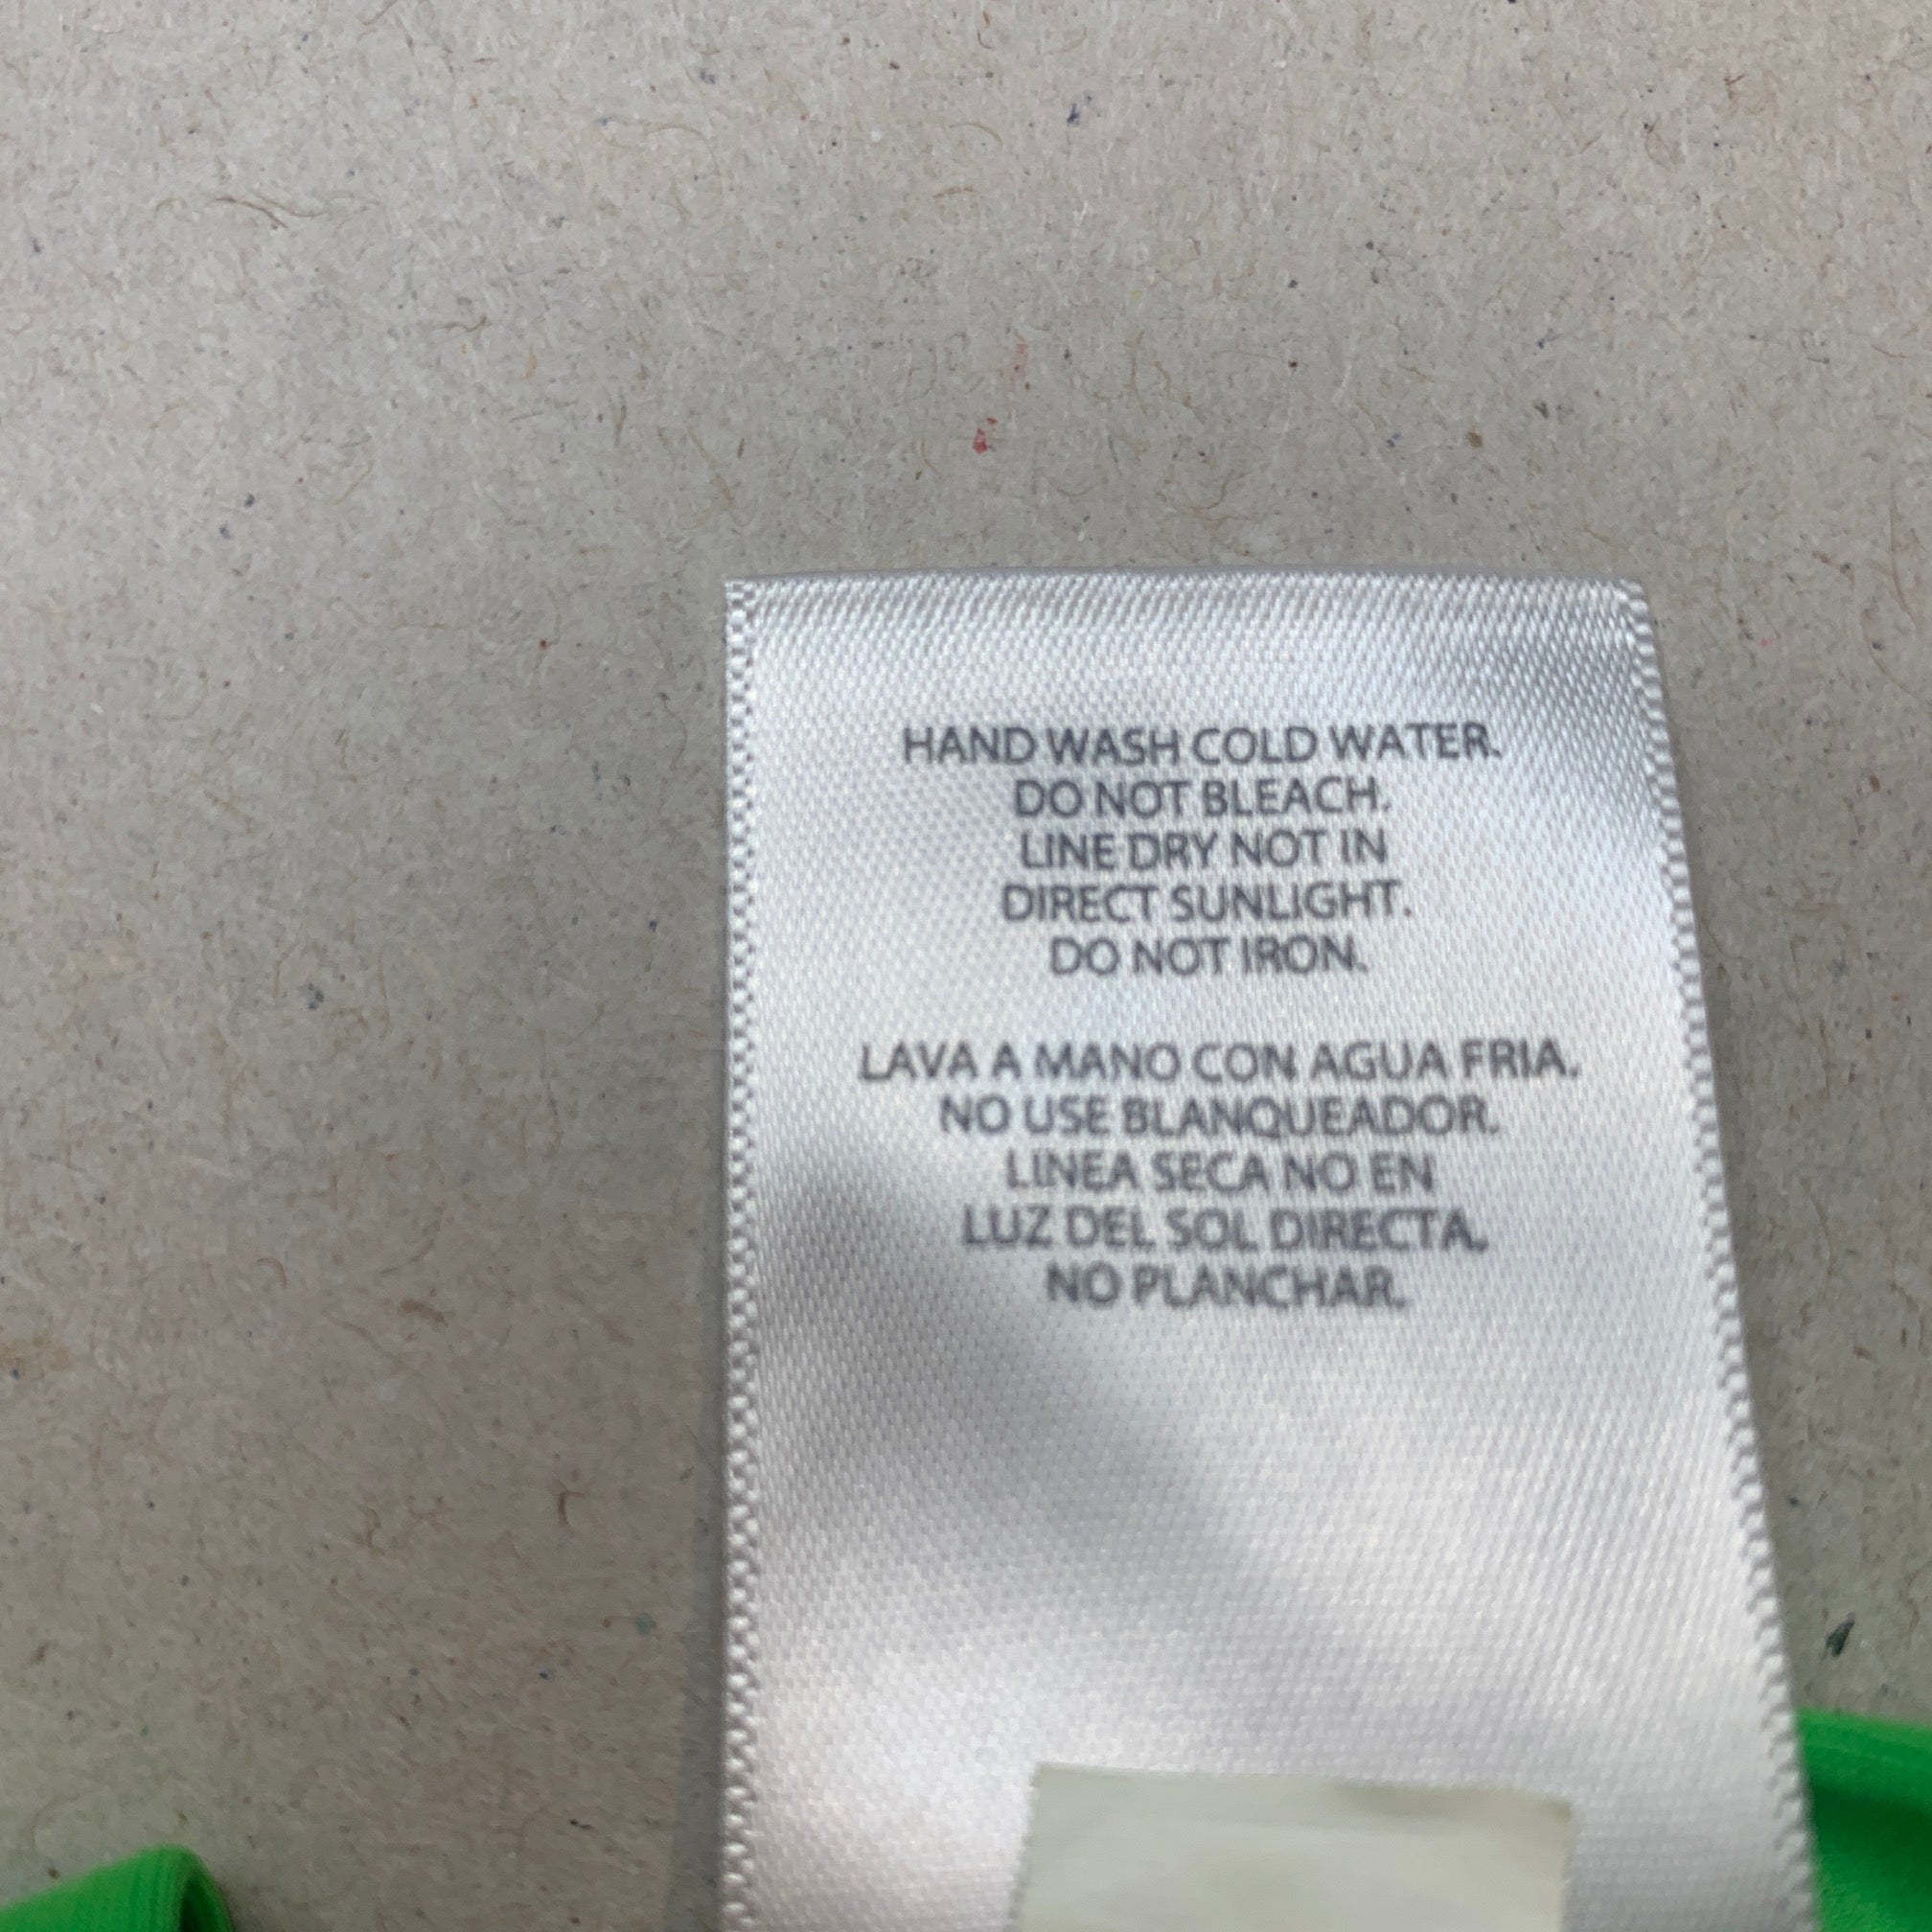 HAND WASH COLD WATER.
DO NOT BLEACH.
LINE DRY NOT IN
DIRECT SUNLIGHT.
DO NOT IRON.
LAVA A MANO CON AGUA FRIA.
NO USE BLANQUEADOR.
LINEA SECA NO EN
LUZ DEL SOL DIRECTA.
NO PLANCHAR.